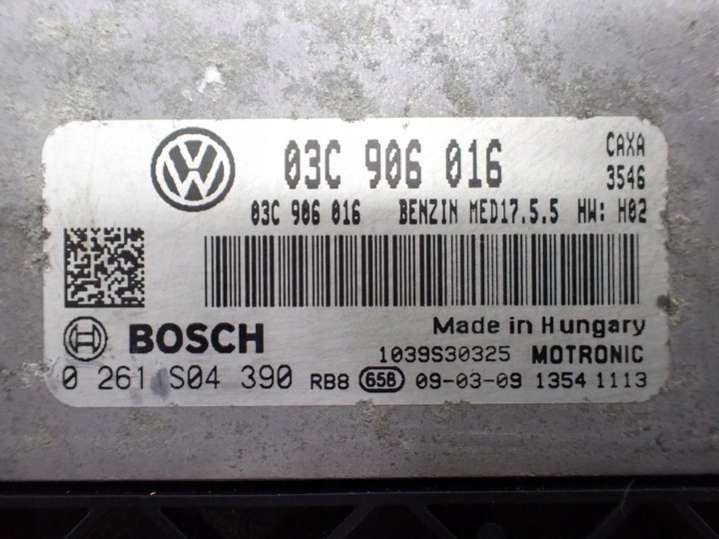 03C 906 016 CAXA
3546
03C 906 016 BENZIN MED17.5.5 HW: H02
BOSCH
Made in Hungary
1039S30325 MOTRONIC
0 261 S04 390 RB8 658 09-03-09 1354 1113